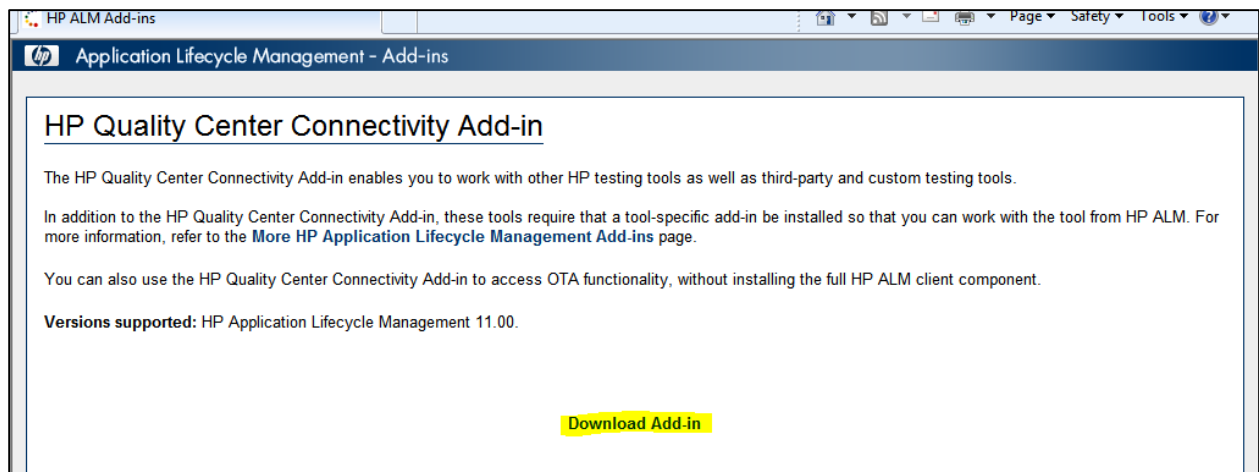 HP ALM Add-ins
Page Safety Tools
hp Application Lifecycle Management - Add-ins
HP Quality Center Connectivity Add-in
The HP Quality Center Connectivity Add-in enables you to work with other HP testing tools as well as third-party and custom testing tools.
In addition to the HP Quality Center Connectivity Add-in, these tools require that a tool-specific add-in be installed so that you can work with the tool from HP ALM. For
more information, refer to the More HP Application Lifecycle Management Add-ins page.
You can also use the HP Quality Center Connectivity Add-in to access OTA functionality, without installing the full HP ALM client component.
Versions supported: HP Application Lifecycle Management 11.00.
Download Add-in